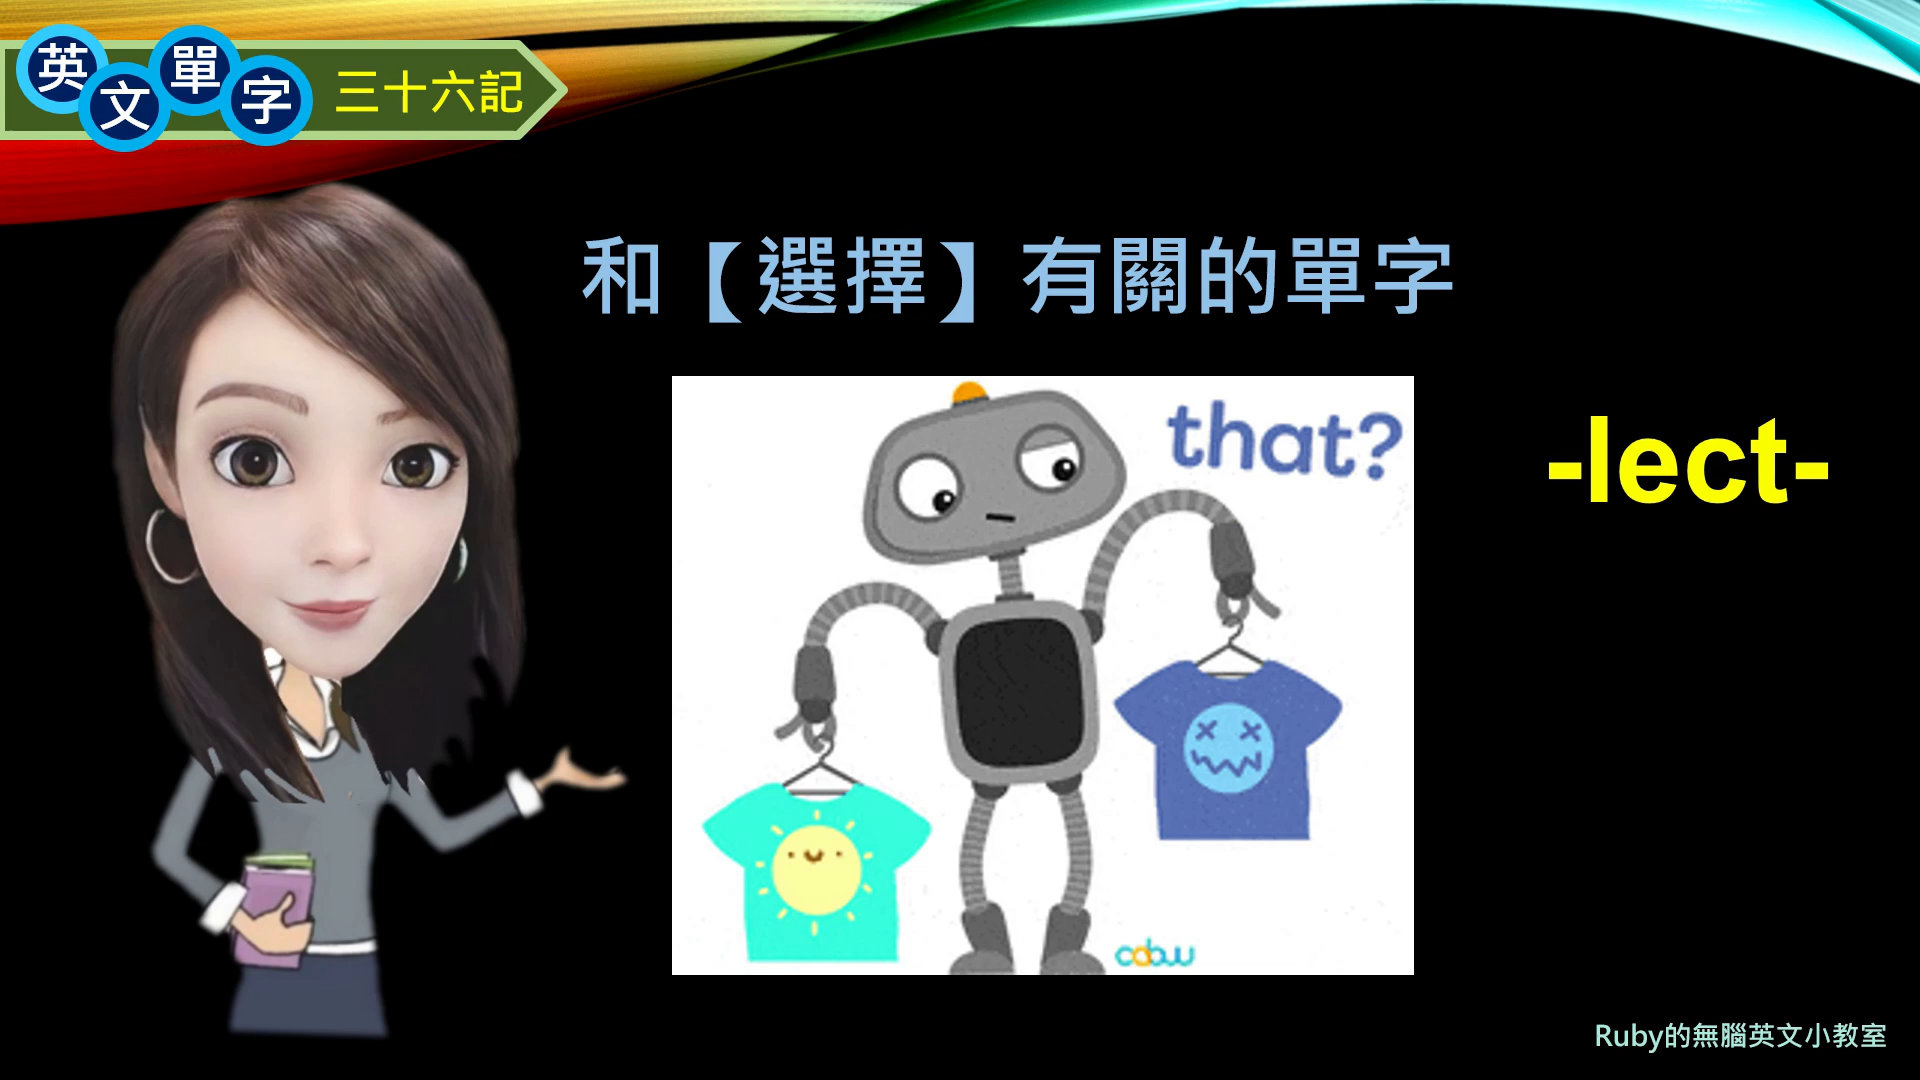 英文單字 三十六記
和【選擇】有關的單字
that?
-lect-
cabuu
Ruby的無腦英文小教室